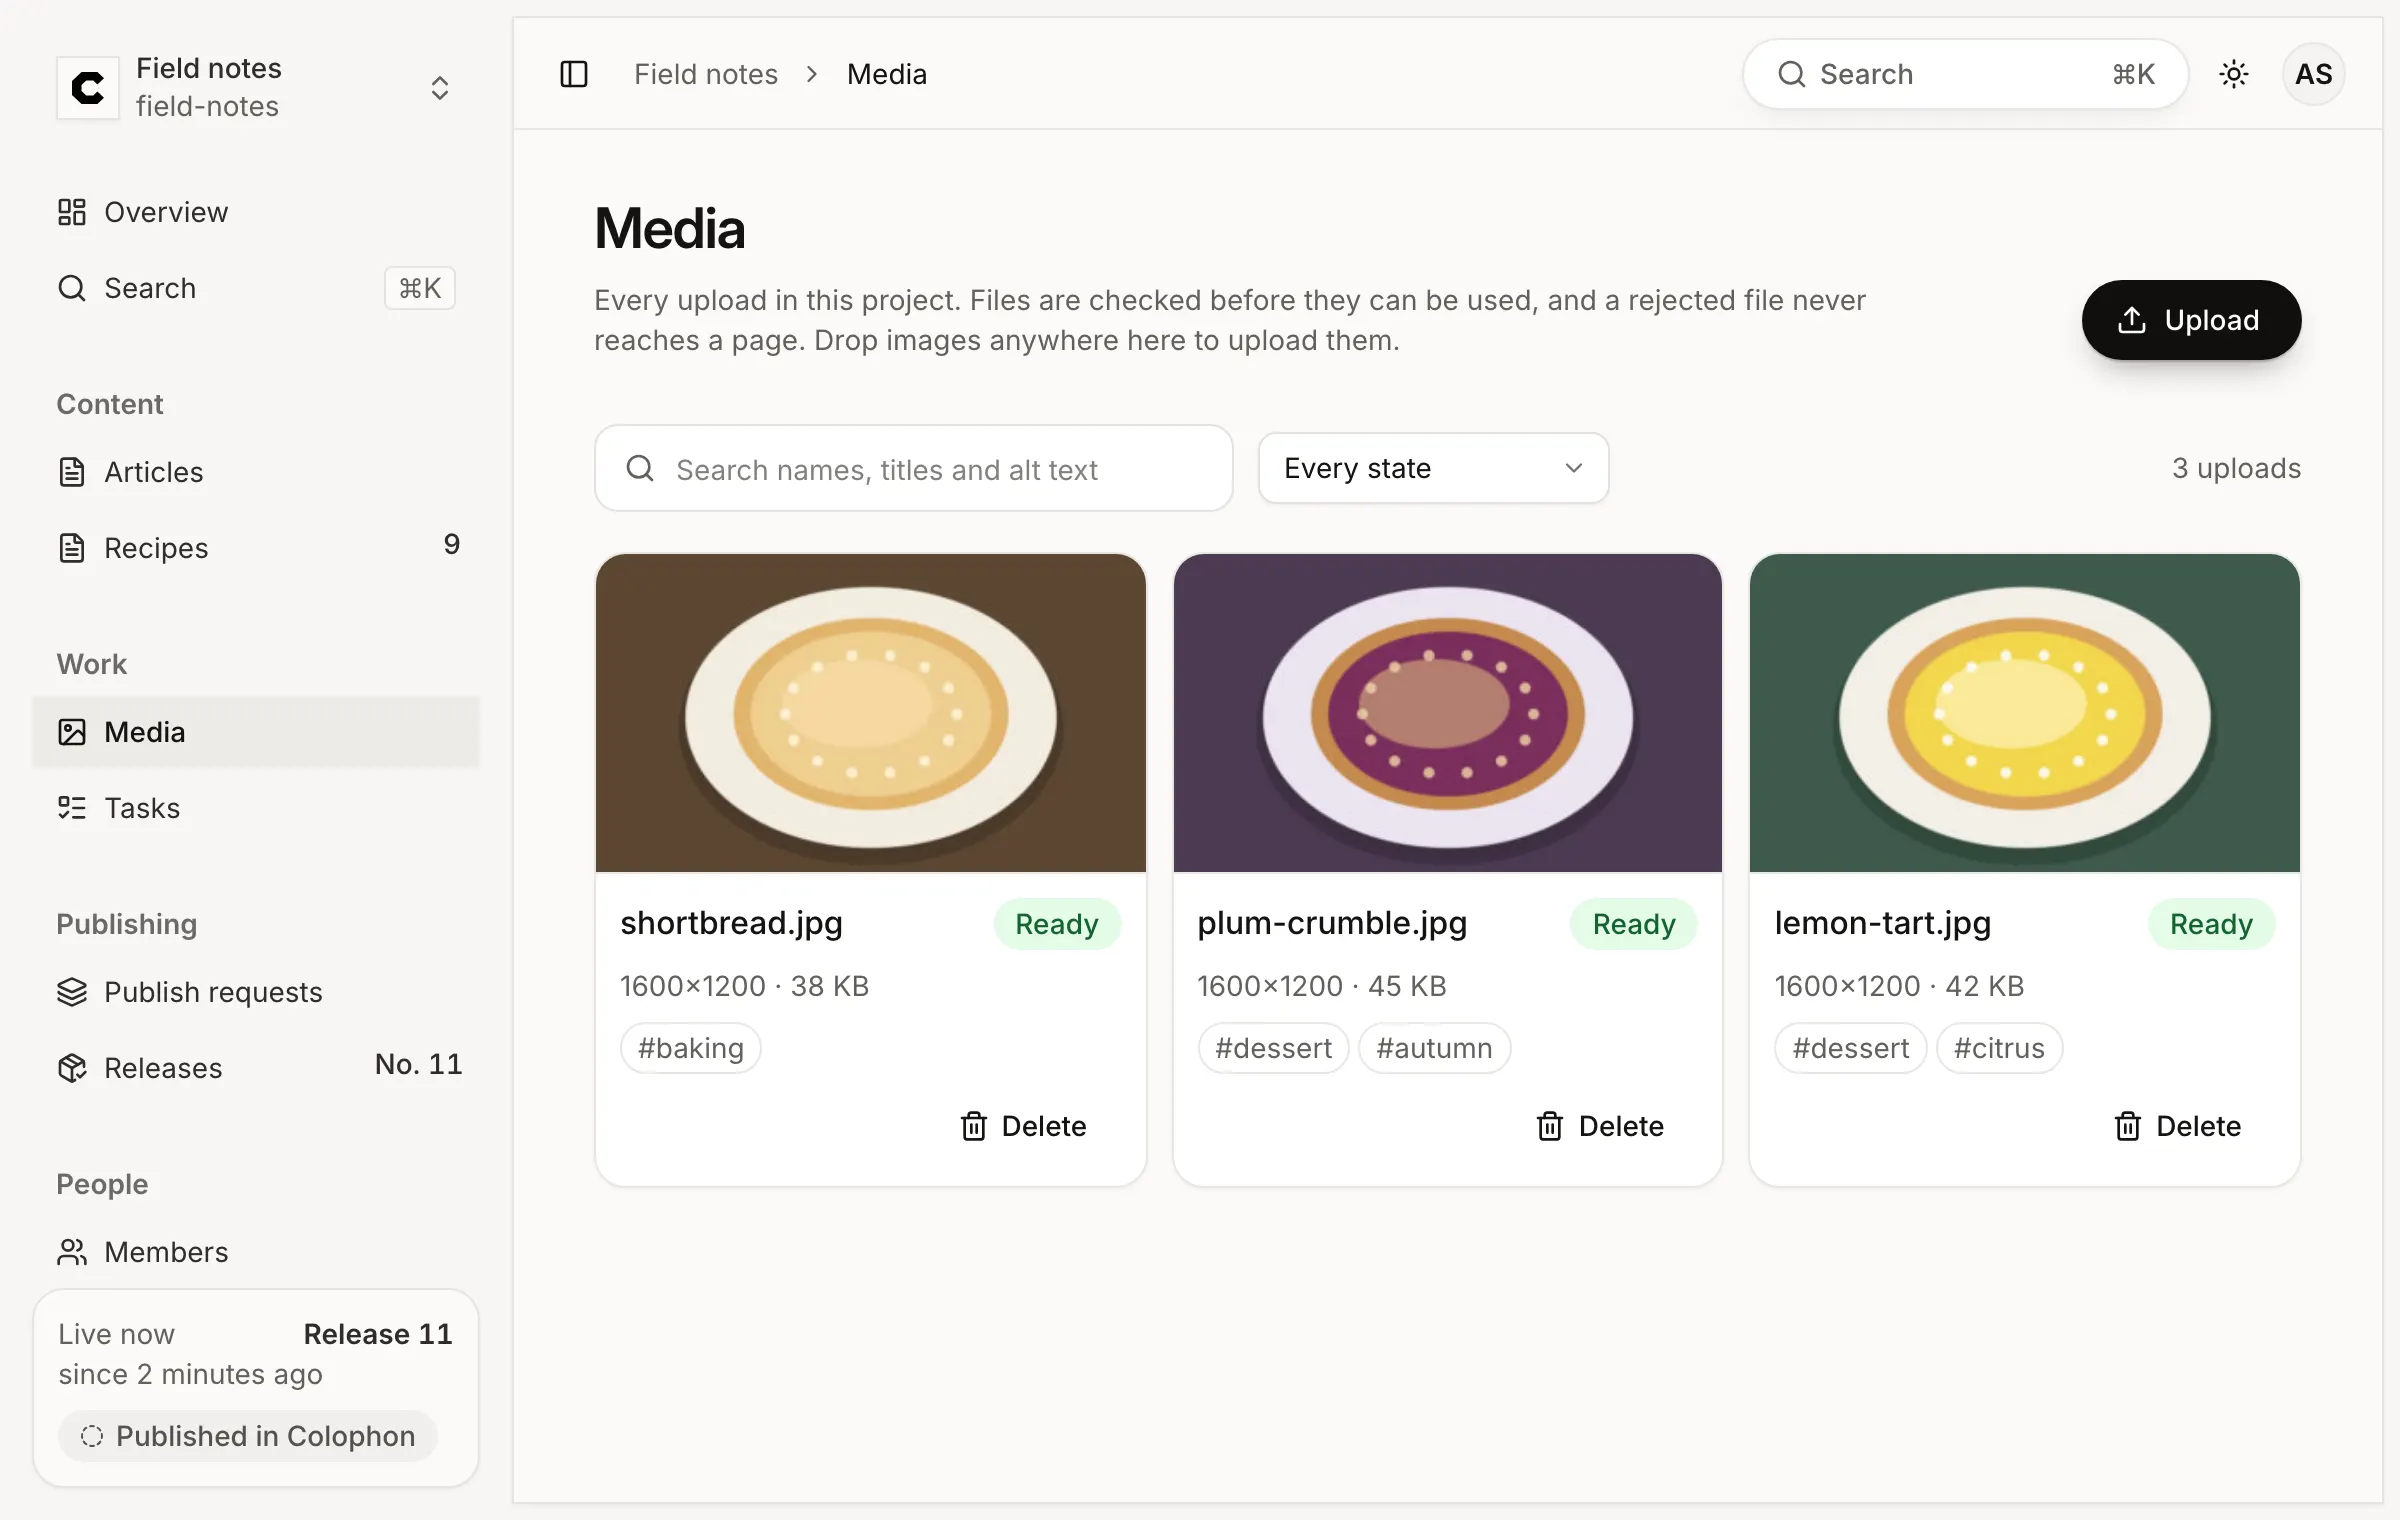 Field notes
field-notes
Overview
Search ⌘K
Content
Articles
Recipes 9
Work
Media
Tasks
Publishing
Publish requests
Releases No. 11
People
Members
Live now Release 11
since 2 minutes ago
Published in Colophon
Field notes > Media
Search ⌘K
AS
Media
Every upload in this project. Files are checked before they can be used, and a rejected file never
reaches a page. Drop images anywhere here to upload them.
Upload
Search names, titles and alt text
Every state
3 uploads
shortbread.jpg Ready
1600×1200 · 38 KB
#baking
Delete
plum-crumble.jpg Ready
1600×1200 · 45 KB
#dessert #autumn
Delete
lemon-tart.jpg Ready
1600×1200 · 42 KB
#dessert #citrus
Delete